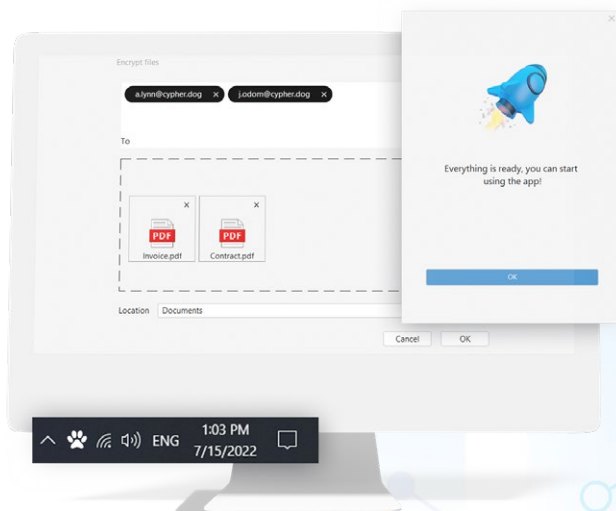 Encrypt files
a.lynn@cypher.dog ×
j.odom@cypher.dog ×
To
PDF
Invoice.pdf
PDF
Contract.pdf
Location Documents
Cancel OK
Everything is ready, you can start
using the app!
OK
ENG
1:03 PM
7/15/2022